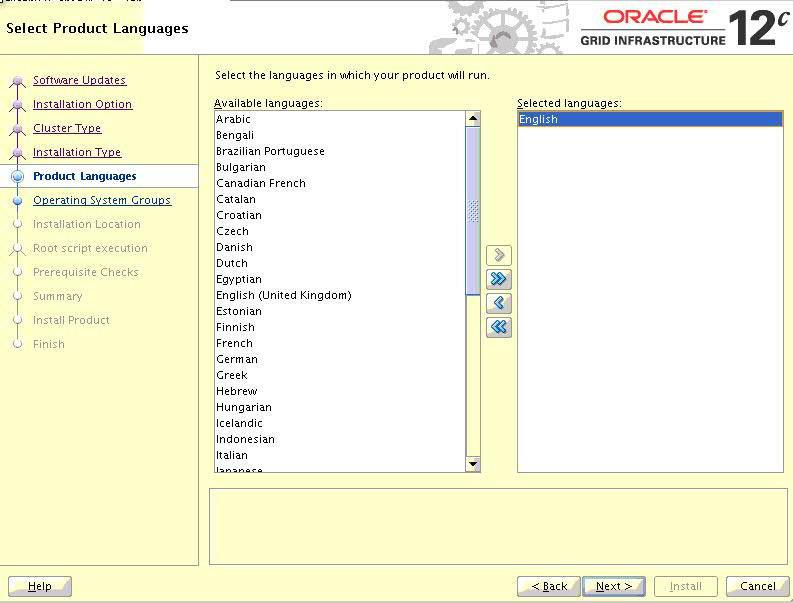 Select Product Languages
ORACLE
GRID INFRASTRUCTURE
12c
Software Updates
Installation Option
Cluster Type
Installation Type
Product Languages
Operating System Groups
Installation Location
Root script execution
Prerequisite Checks
Summary
Install Product
Finish
Select the languages in which your product will run.
Available languages:
Arabic
Bengali
Brazilian Portuguese
Bulgarian
Canadian French
Catalan
Croatian
Czech
Danish
Dutch
Egyptian
English (United Kingdom)
Estonian
Finnish
French
German
Greek
Hebrew
Hungarian
Icelandic
Indonesian
Italian
Japanese
Selected languages:
English
Help
< Back
Next >
Install
Cancel